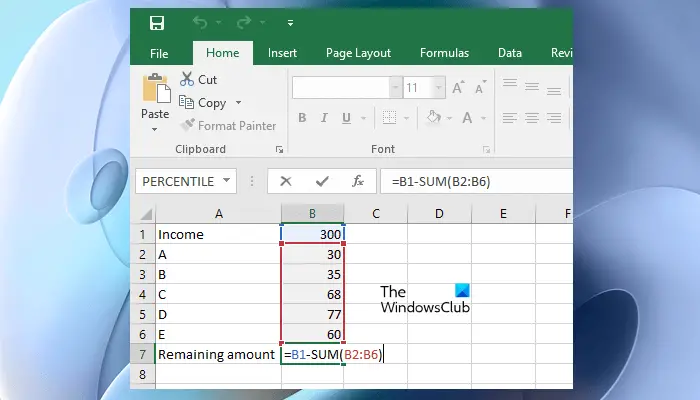 File Home Insert Page Layout Formulas Data Revi
Cut
Copy
Format Painter
Paste
Clipboard
11 A A
B I U A
Font
PERCENTILE fx =B1-SUM(B2:B6)
A B C D E F
1 Income 300
2 A 30
3 B 35
4 C 68
5 D 77
6 E 60
7 Remaining amount =B1-SUM(B2:B6)
8
The
WindowsClub